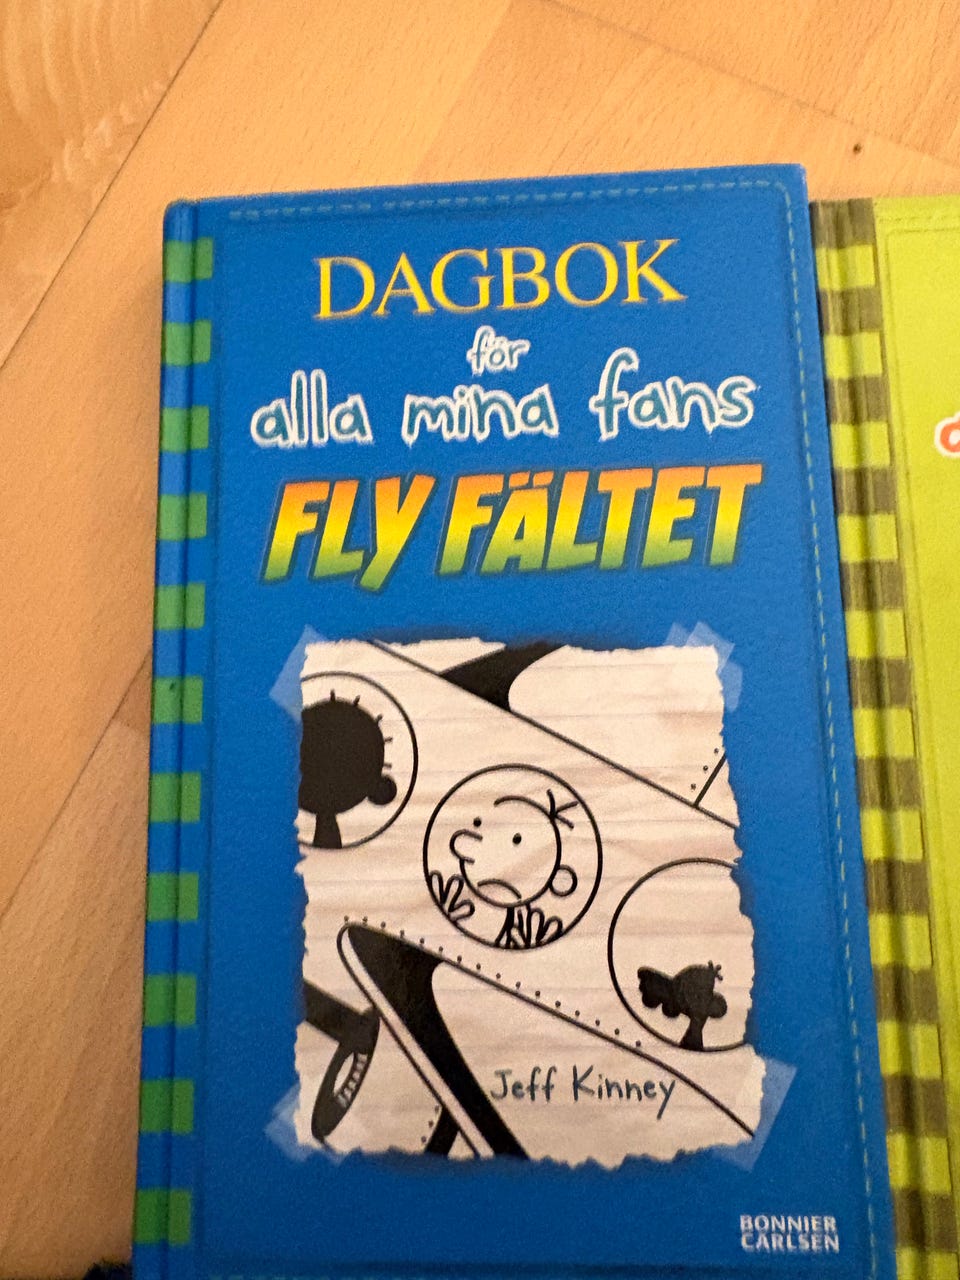 DAGBOK
för
alla mina fans
FLY FÄLTET
Jeff Kinney
BONNIER
CARLSEN